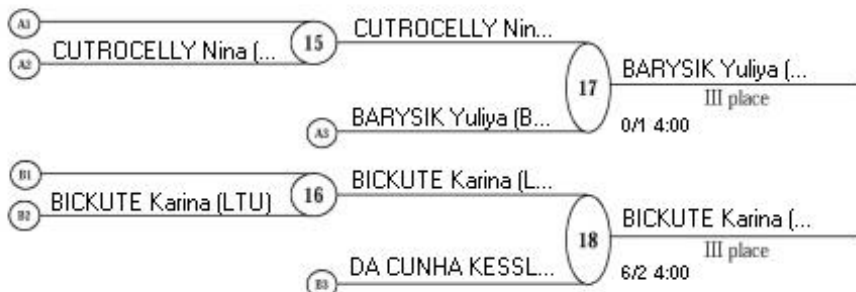 A1
CUTROCELLY Nina (...
A2
15
CUTROCELLY Nin...
BARYSIK Yuliya (B...
A3
17
BARYSIK Yuliya (...
III place
0/1 4:00
B1
BICKUTE Karina (LTU)
B2
16
BICKUTE Karina (L...
DA CUNHA KESSL...
B3
18
BICKUTE Karina (...
III place
6/2 4:00